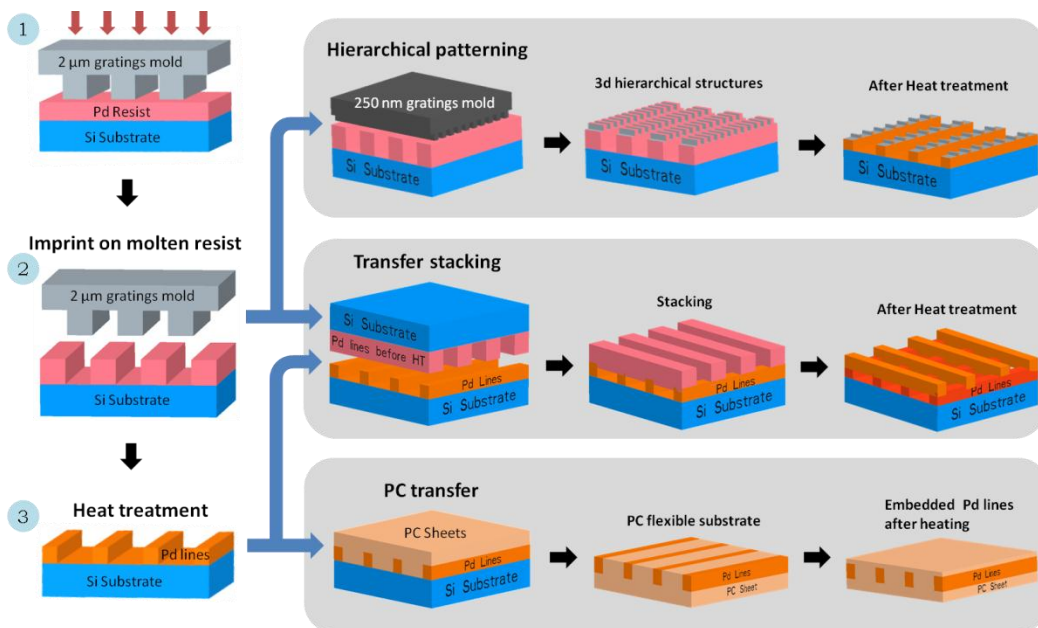 1
2 µm gratings mold
Pd Resist
Si Substrate
Imprint on molten resist
2
2 µm gratings mold
Si Substrate
Heat treatment
3
Pd lines
Si Substrate
Hierarchical patterning
250 nm gratings mold
Si Substrate
3d hierarchical structures
Si Substrate
After Heat treatment
Si Substrate
Transfer stacking
Si Substrate
Pd lines before HT
Pd Lines
Si Substrate
Stacking
Pd Lines
Si Substrate
After Heat treatment
Pd Lines
Si Substrate
PC transfer
PC Sheets
Pd Lines
Si Substrate
PC flexible substrate
Pd Lines
PC Sheet
Embedded Pd lines
after heating
Pd Lines
PC Sheet